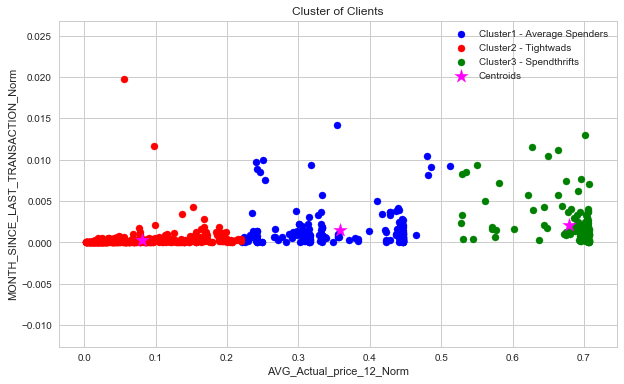 Cluster of Clients
Cluster1 - Average Spenders
Cluster2 - Tightwads
Cluster3 - Spendthrifts
Centroids
MONTH_SINCE_LAST_TRANSACTION_Norm
0.025
0.020
0.015
0.010
0.005
0.000
−0.005
−0.010
0.0 0.1 0.2 0.3 0.4 0.5 0.6 0.7
AVG_Actual_price_12_Norm